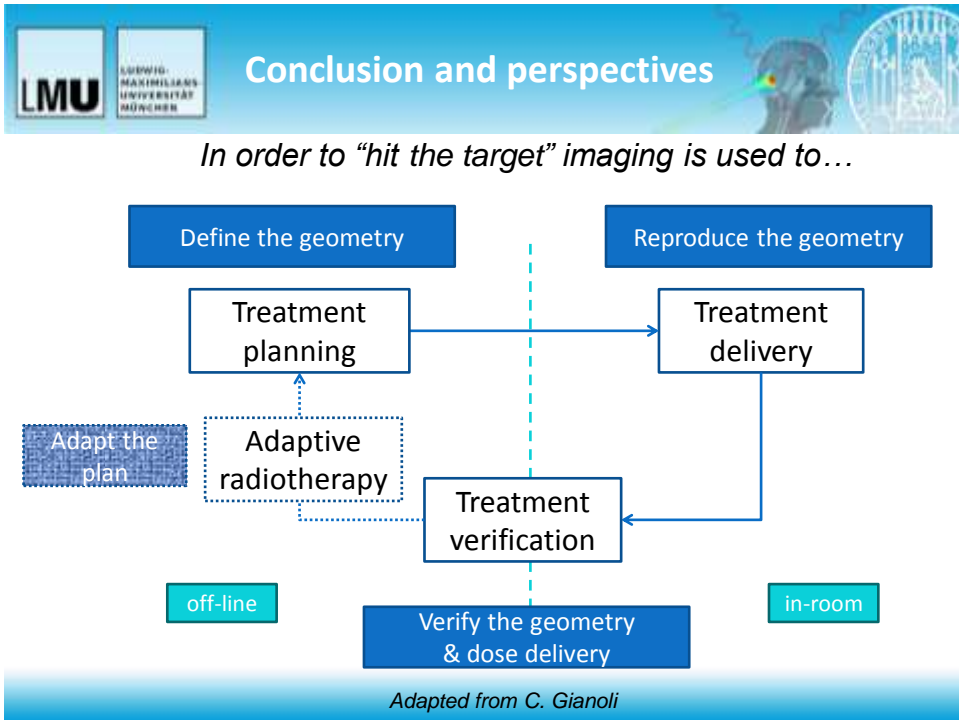 LMU
LUDWIG-
MAXIMILIANS-
UNIVERSITÄT
MÜNCHEN
Conclusion and perspectives
In order to “hit the target” imaging is used to…
Define the geometry
Reproduce the geometry
Treatment
planning
Treatment
delivery
Adapt the
plan
Adaptive
radiotherapy
Treatment
verification
off-line
in-room
Verify the geometry
& dose delivery
Adapted from C. Gianoli